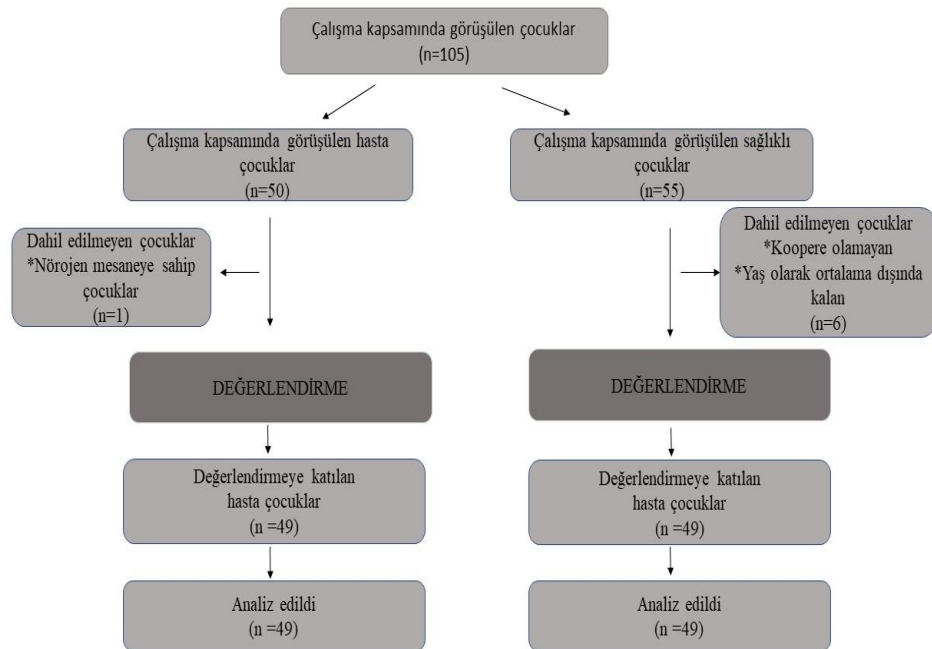 Çalışma kapsamında görüşülen çocuklar
(n=105)
Çalışma kapsamında görüşülen hasta
çocuklar
(n=50)
Çalışma kapsamında görüşülen sağlıklı
çocuklar
(n=55)
Dahil edilmeyen çocuklar
*Nörojen mesaneye sahip
çocuklar
(n=1)
Dahil edilmeyen çocuklar
*Koopere olamayan
*Yaş olarak ortalama dışında
kalan
(n=6)
DEĞERLENDİRME
DEĞERLENDİRME
Değerlendirmeye katılan
hasta çocuklar
(n =49)
Değerlendirmeye katılan
hasta çocuklar
(n =49)
Analiz edildi
(n =49)
Analiz edildi
(n =49)